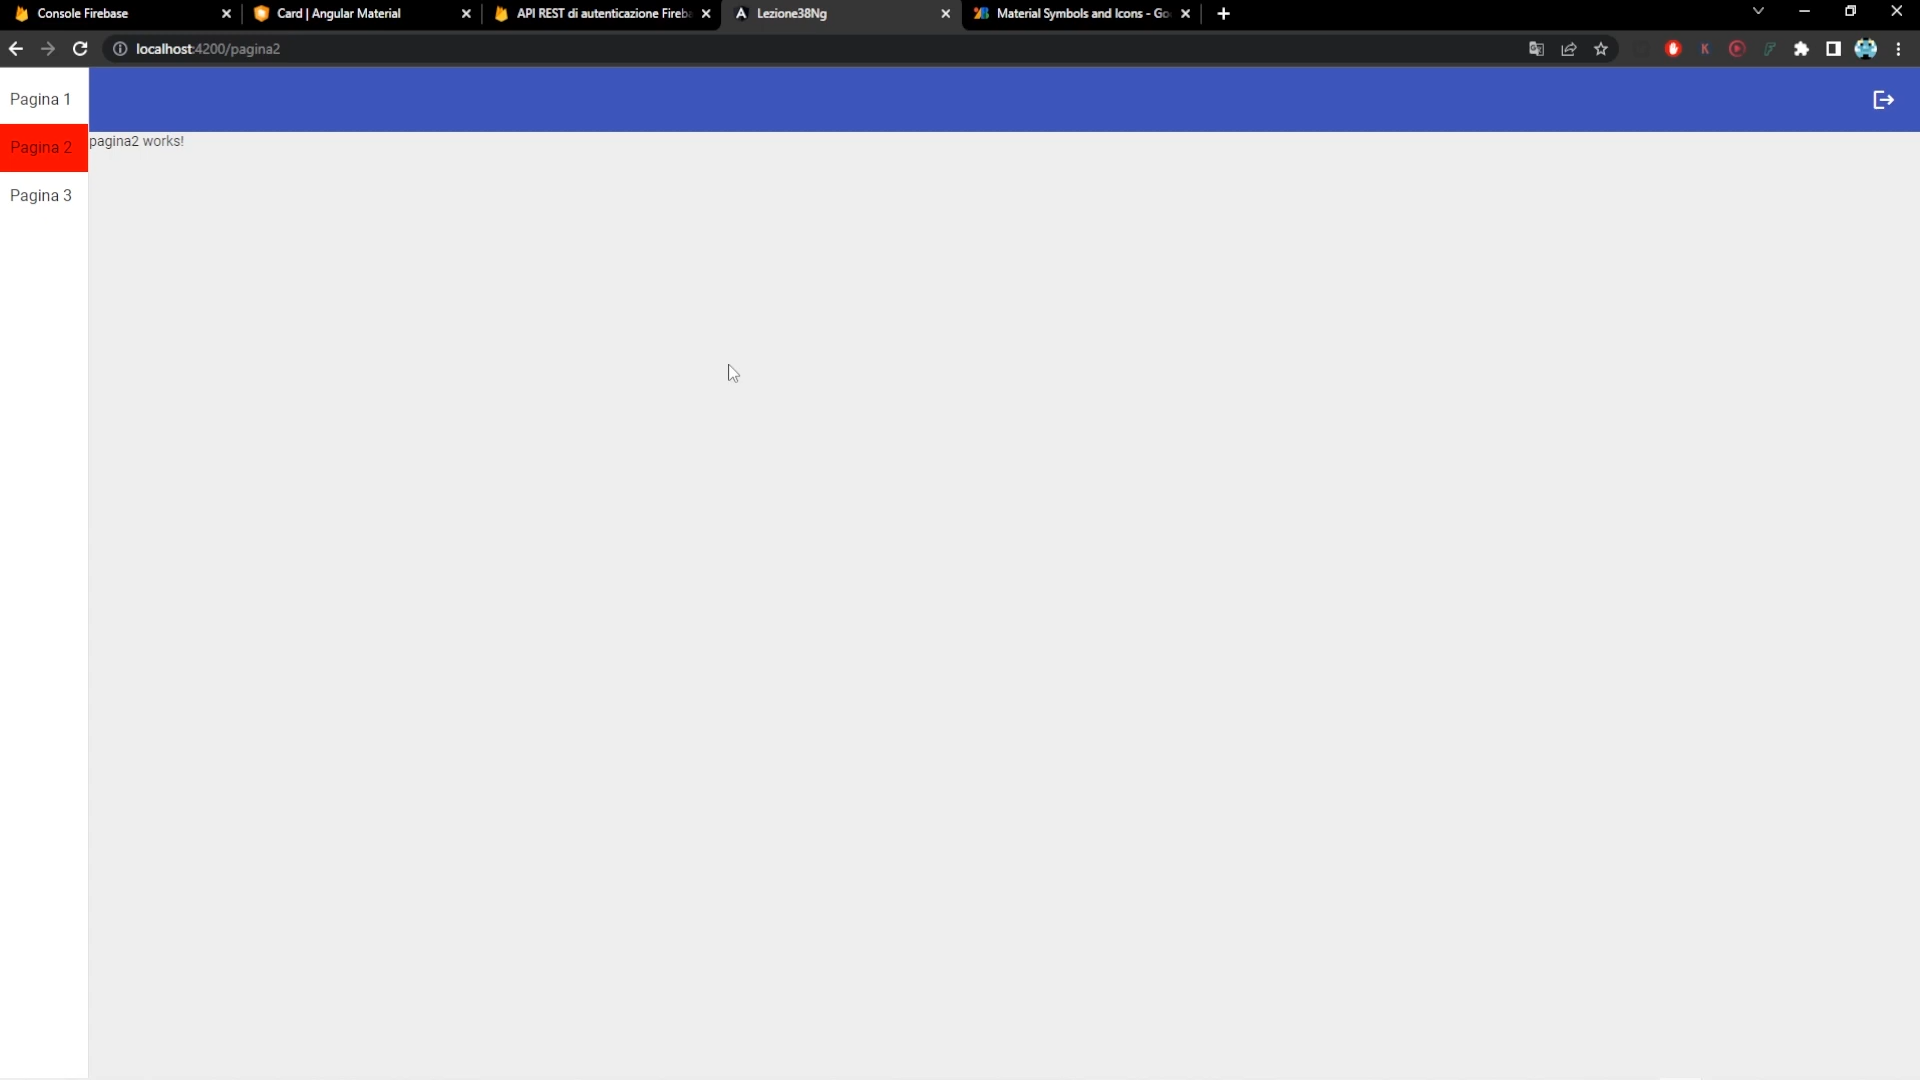 Console Firebase
Card | Angular Material
API REST di autenticazione Fireb
Lezione38Ng
Material Symbols and Icons - Go
localhost:4200/pagina2
Pagina 1
Pagina 2
pagina2 works!
Pagina 3